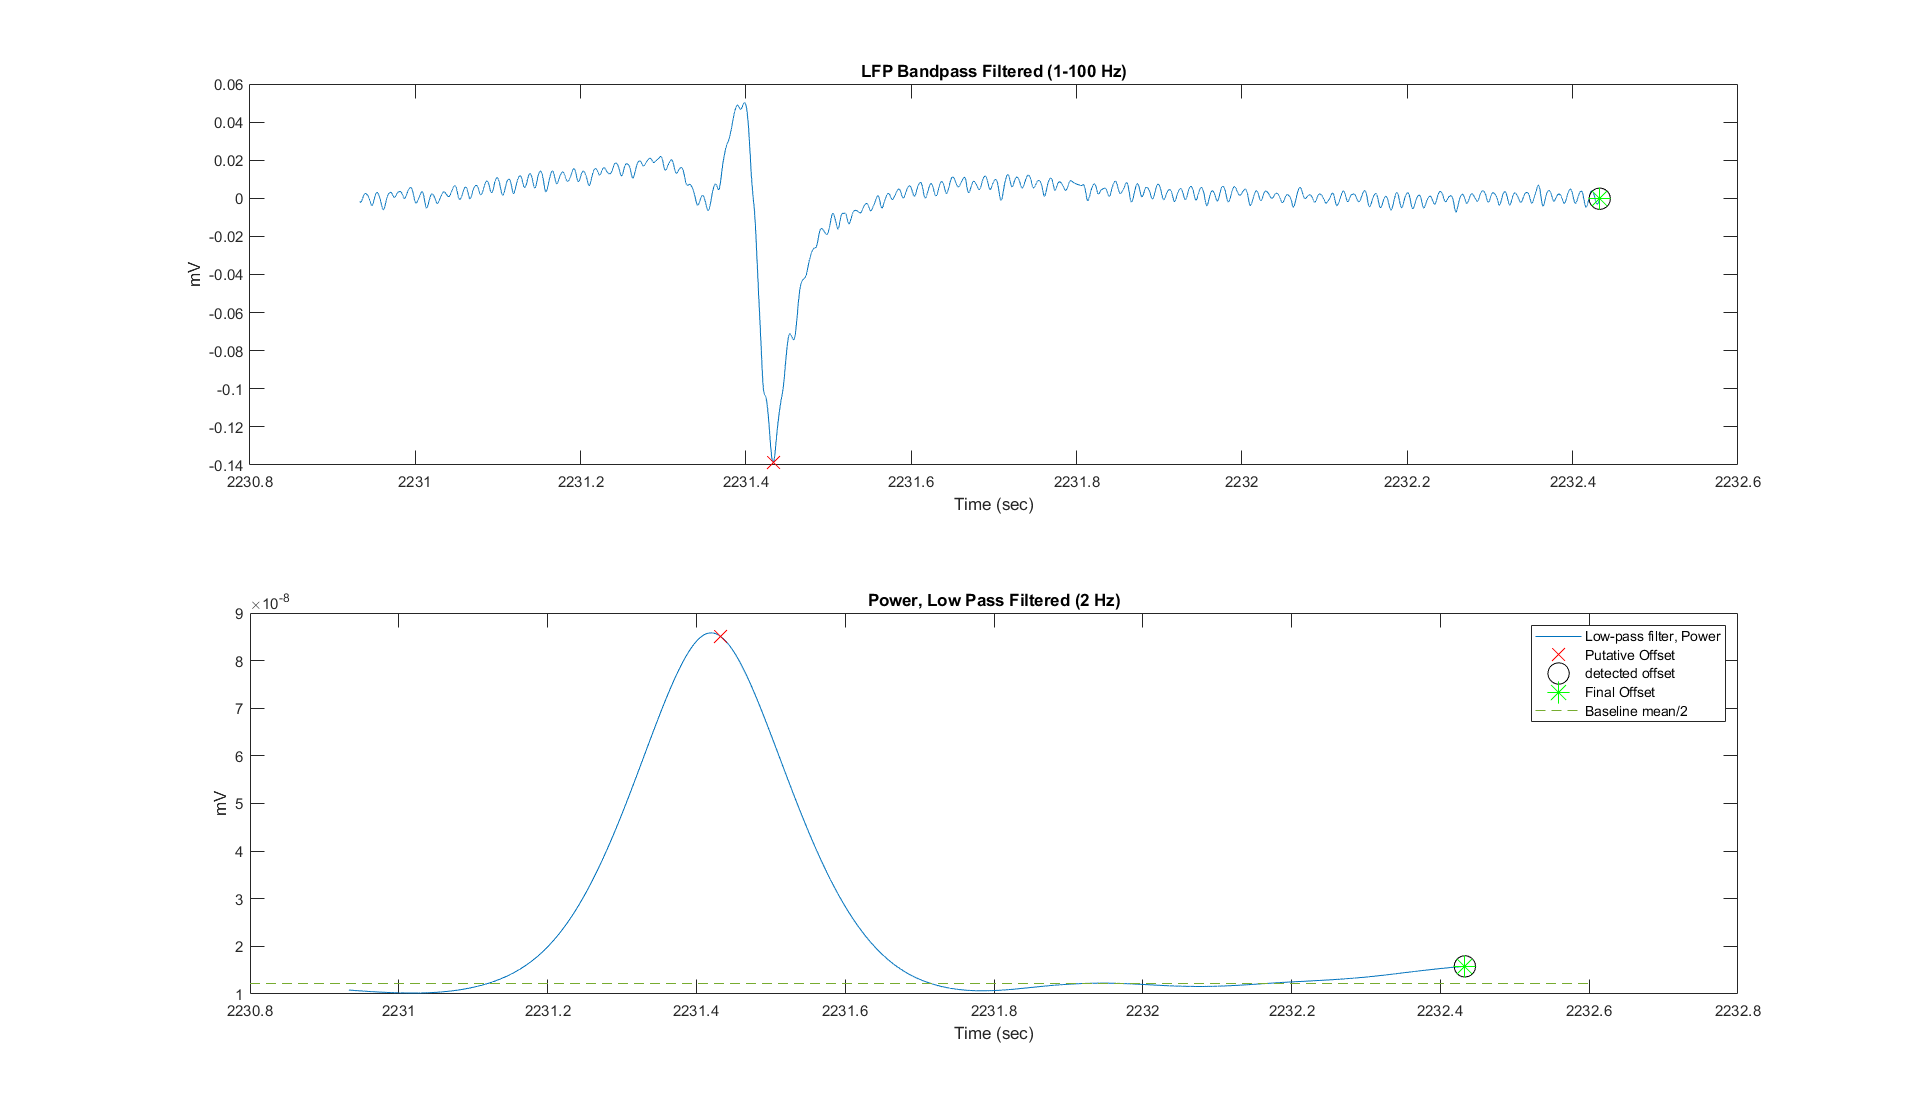 LFP Bandpass Filtered (1-100 Hz)
0.06
0.04
0.02
0
-0.02
-0.04
-0.06
-0.08
-0.1
-0.12
-0.14
mV
2230.8 2231 2231.2 2231.4 2231.6 2231.8 2232 2232.2 2232.4 2232.6
Time (sec)
Power, Low Pass Filtered (2 Hz)
×10-8
9
8
7
6
5
4
3
2
1
mV
Low-pass filter, Power
Putative Offset
detected offset
Final Offset
Baseline mean/2
2230.8 2231 2231.2 2231.4 2231.6 2231.8 2232 2232.2 2232.4 2232.6 2232.8
Time (sec)